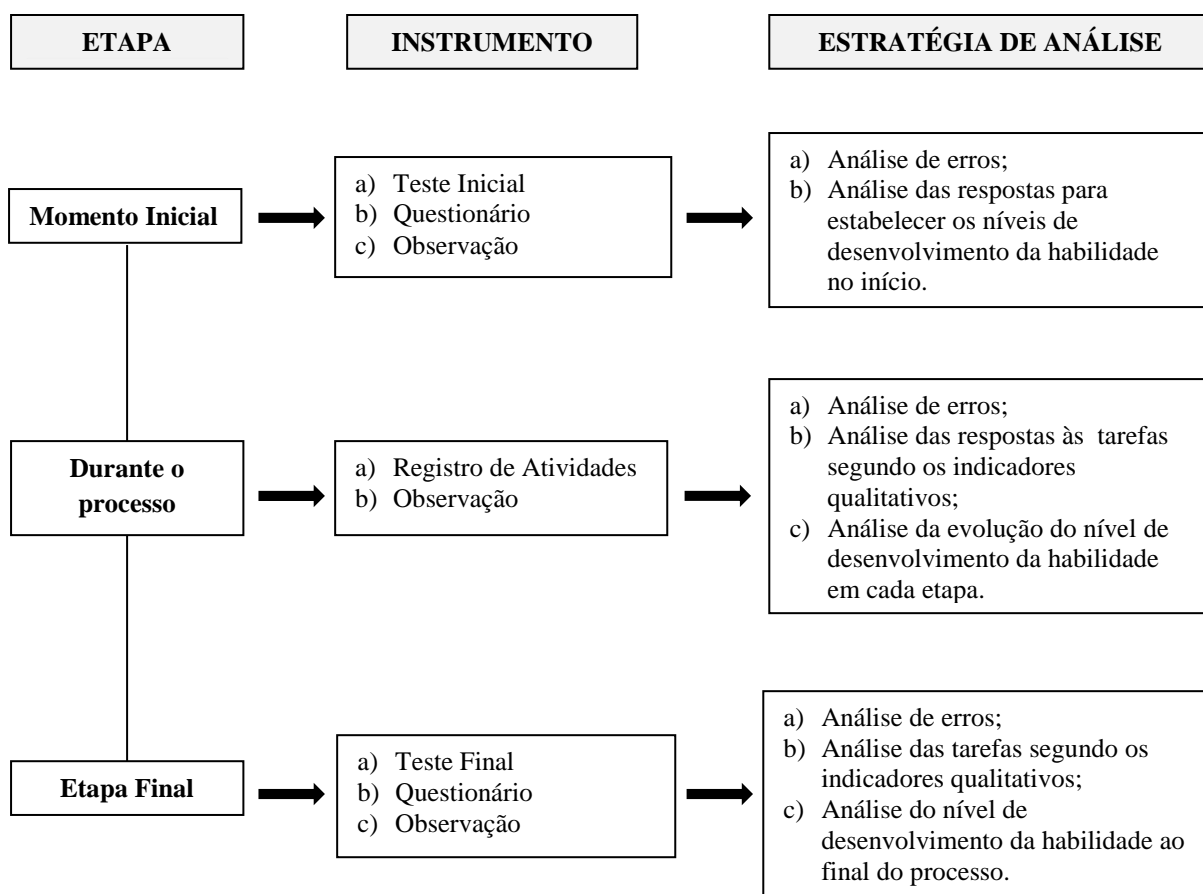 ETAPA
INSTRUMENTO
ESTRATÉGIA DE ANÁLISE
Momento Inicial
a) Teste Inicial
b) Questionário
c) Observação
a) Análise de erros;
b) Análise das respostas para
estabelecer os níveis de
desenvolvimento da habilidade
no início.
Durante o
processo
a) Registro de Atividades
b) Observação
a) Análise de erros;
b) Análise das respostas às tarefas
segundo os indicadores
qualitativos;
c) Análise da evolução do nível de
desenvolvimento da habilidade
em cada etapa.
Etapa Final
a) Teste Final
b) Questionário
c) Observação
a) Análise de erros;
b) Análise das tarefas segundo os
indicadores qualitativos;
c) Análise do nível de
desenvolvimento da habilidade ao
final do processo.